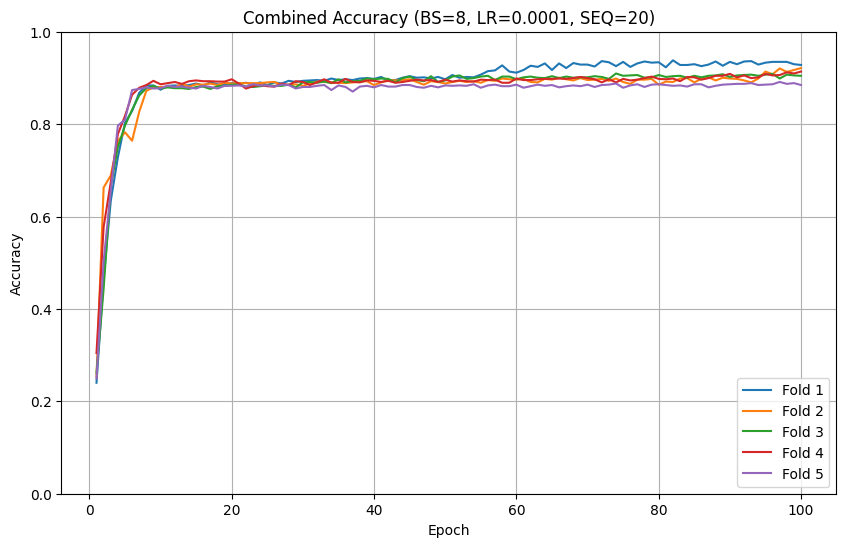 Combined Accuracy (BS=8, LR=0.0001, SEQ=20)
1.0
0.8
0.6
0.4
0.2
0.0
Accuracy
0 20 40 60 80 100
Epoch
Fold 1
Fold 2
Fold 3
Fold 4
Fold 5